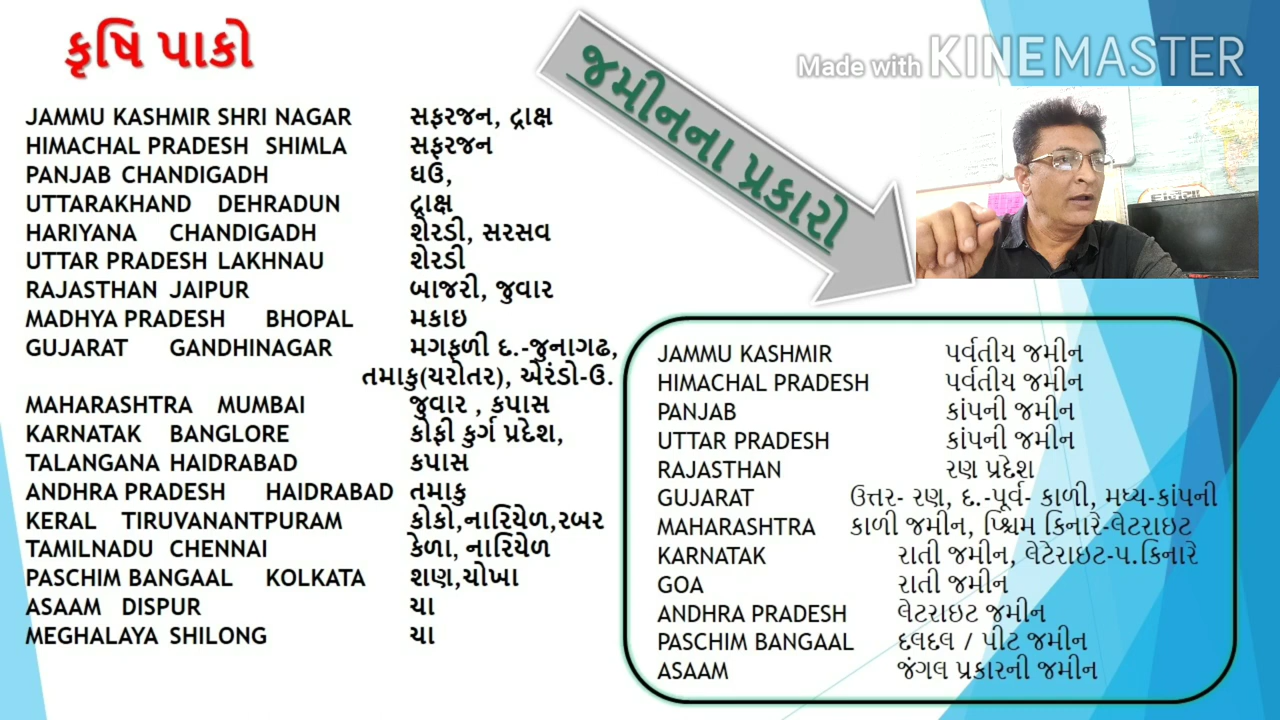 કૃષિ પાકો
JAMMU KASHMIR SHRI NAGAR સફરજન, દ્રાક્ષ
HIMACHAL PRADESH SHIMLA સફરજન
PANJAB CHANDIGADH ઘઉં,
UTTARAKHAND DEHRADUN દ્રાક્ષ
HARIYANA CHANDIGADH શેરડી, સરસવ
UTTAR PRADESH LAKHNAU શેરડી
RAJASTHAN JAIPUR બાજરી, જુવાર
MADHYA PRADESH BHOPAL મકાઇ
GUJARAT GANDHINAGAR મગફળી દ.-જુનાગઢ,
તમાકુ(ચરોતર), એરંડો-ઉ.
MAHARASHTRA MUMBAI જુવાર , કપાસ
KARNATAK BANGLORE કોફી કુર્ગ પ્રદેશ,
TALANGANA HAIDRABAD કપાસ
ANDHRA PRADESH HAIDRABAD તમાકુ
KERAL TIRUVANANTPURAM કોકો,નારિયેળ,રબર
TAMILNADU CHENNAI કેળા, નારિયેળ
PASCHIM BANGAAL KOLKATA શણ,ચોખા
ASAAM DISPUR ચા
MEGHALAYA SHILONG ચા
જમીનના પ્રકારો
Made with KINEMASTER
JAMMU KASHMIR પર્વતીય જમીન
HIMACHAL PRADESH પર્વતીય જમીન
PANJAB કાંપની જમીન
UTTAR PRADESH કાંપની જમીન
RAJASTHAN રણ પ્રદેશ
GUJARAT ઉત્તર- રણ, દ.-પૂર્વ- કાળી, મધ્ય-કાંપની
MAHARASHTRA કાળી જમીન, પશ્ચિમ કિનારે-લેટરાઇટ
KARNATAK રાતી જમીન, લેટેરાઇટ-પ.કિનારે
GOA રાતી જમીન
ANDHRA PRADESH લેટરાઇટ જમીન
PASCHIM BANGAAL દલદલ / પીટ જમીન
ASAAM જંગલ પ્રકારની જમીન